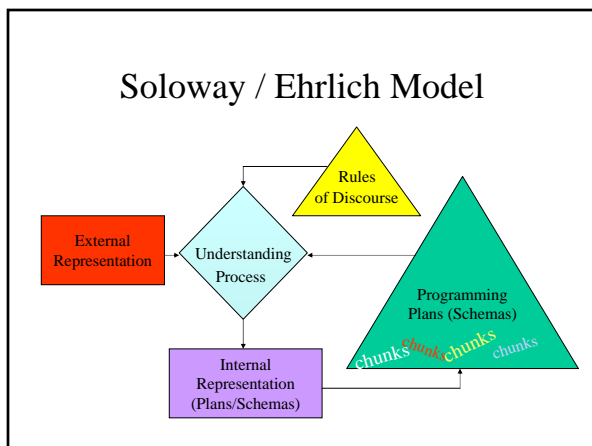 Soloway / Ehrlich Model
Rules
of Discourse
External
Representation
Understanding
Process
Programming
Plans (Schemas)
chunks
chunks
chunks
chunks
Internal
Representation
(Plans/Schemas)